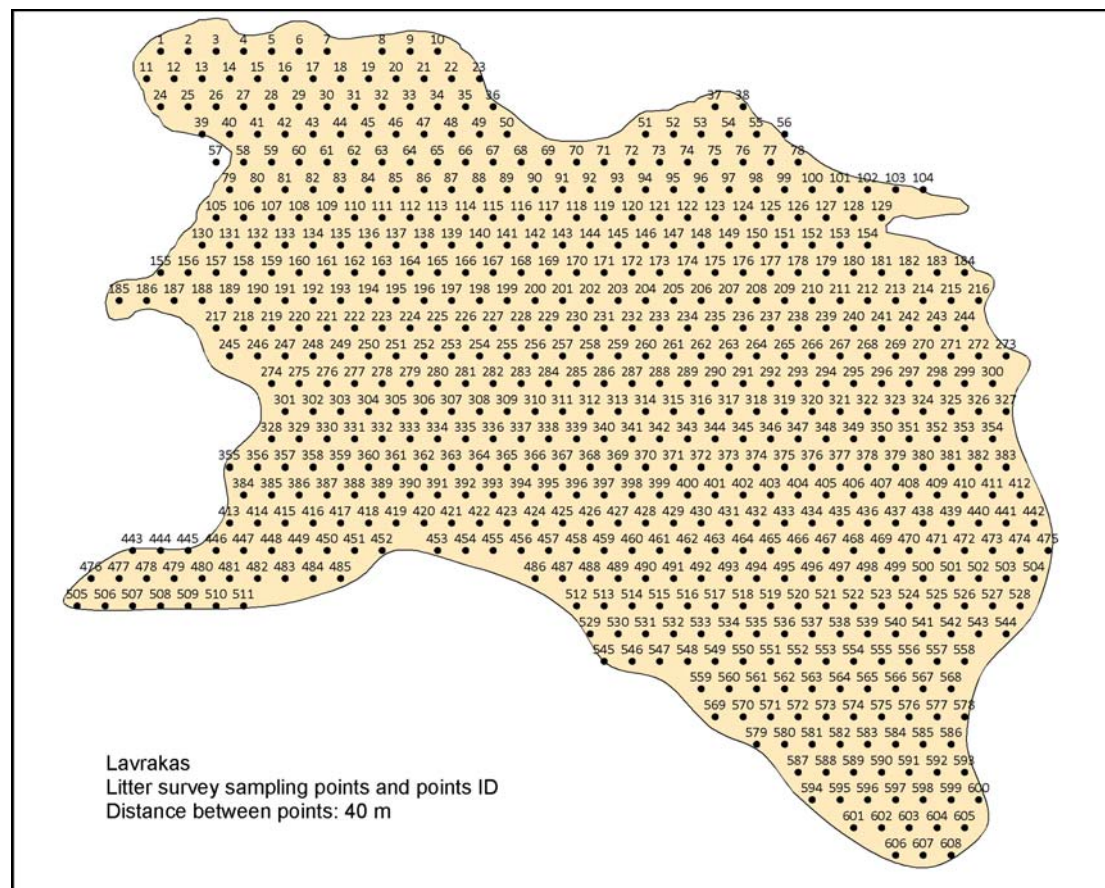 1 2 3 4 5 6 7 8 9 10
11 12 13 14 15 16 17 18 19 20 21 22 23
24 25 26 27 28 29 30 31 32 33 34 35 36 37 38
39 40 41 42 43 44 45 46 47 48 49 50 51 52 53 54 55 56
57 58 59 60 61 62 63 64 65 66 67 68 69 70 71 72 73 74 75 76 77 78
79 80 81 82 83 84 85 86 87 88 89 90 91 92 93 94 95 96 97 98 99 100 101 102 103 104
105 106 107 108 109 110 111 112 113 114 115 116 117 118 119 120 121 122 123 124 125 126 127 128 129
130 131 132 133 134 135 136 137 138 139 140 141 142 143 144 145 146 147 148 149 150 151 152 153 154
155 156 157 158 159 160 161 162 163 164 165 166 167 168 169 170 171 172 173 174 175 176 177 178 179 180 181 182 183 184
185 186 187 188 189 190 191 192 193 194 195 196 197 198 199 200 201 202 203 204 205 206 207 208 209 210 211 212 213 214 215 216
217 218 219 220 221 222 223 224 225 226 227 228 229 230 231 232 233 234 235 236 237 238 239 240 241 242 243 244
245 246 247 248 249 250 251 252 253 254 255 256 257 258 259 260 261 262 263 264 265 266 267 268 269 270 271 272 273
274 275 276 277 278 279 280 281 282 283 284 285 286 287 288 289 290 291 292 293 294 295 296 297 298 299 300
301 302 303 304 305 306 307 308 309 310 311 312 313 314 315 316 317 318 319 320 321 322 323 324 325 326 327
328 329 330 331 332 333 334 335 336 337 338 339 340 341 342 343 344 345 346 347 348 349 350 351 352 353 354
355 356 357 358 359 360 361 362 363 364 365 366 367 368 369 370 371 372 373 374 375 376 377 378 379 380 381 382 383
384 385 386 387 388 389 390 391 392 393 394 395 396 397 398 399 400 401 402 403 404 405 406 407 408 409 410 411 412
413 414 415 416 417 418 419 420 421 422 423 424 425 426 427 428 429 430 431 432 433 434 435 436 437 438 439 440 441 442
443 444 445 446 447 448 449 450 451 452 453 454 455 456 457 458 459 460 461 462 463 464 465 466 467 468 469 470 471 472 473 474 475
476 477 478 479 480 481 482 483 484 485 486 487 488 489 490 491 492 493 494 495 496 497 498 499 500 501 502 503 504
505 506 507 508 509 510 511 512 513 514 515 516 517 518 519 520 521 522 523 524 525 526 527 528
529 530 531 532 533 534 535 536 537 538 539 540 541 542 543 544
545 546 547 548 549 550 551 552 553 554 555 556 557 558
559 560 561 562 563 564 565 566 567 568
569 570 571 572 573 574 575 576 577 578
579 580 581 582 583 584 585 586
587 588 589 590 591 592 593
594 595 596 597 598 599 600
601 602 603 604 605
606 607 608
Lavrakas
Litter survey sampling points and points ID
Distance between points: 40 m